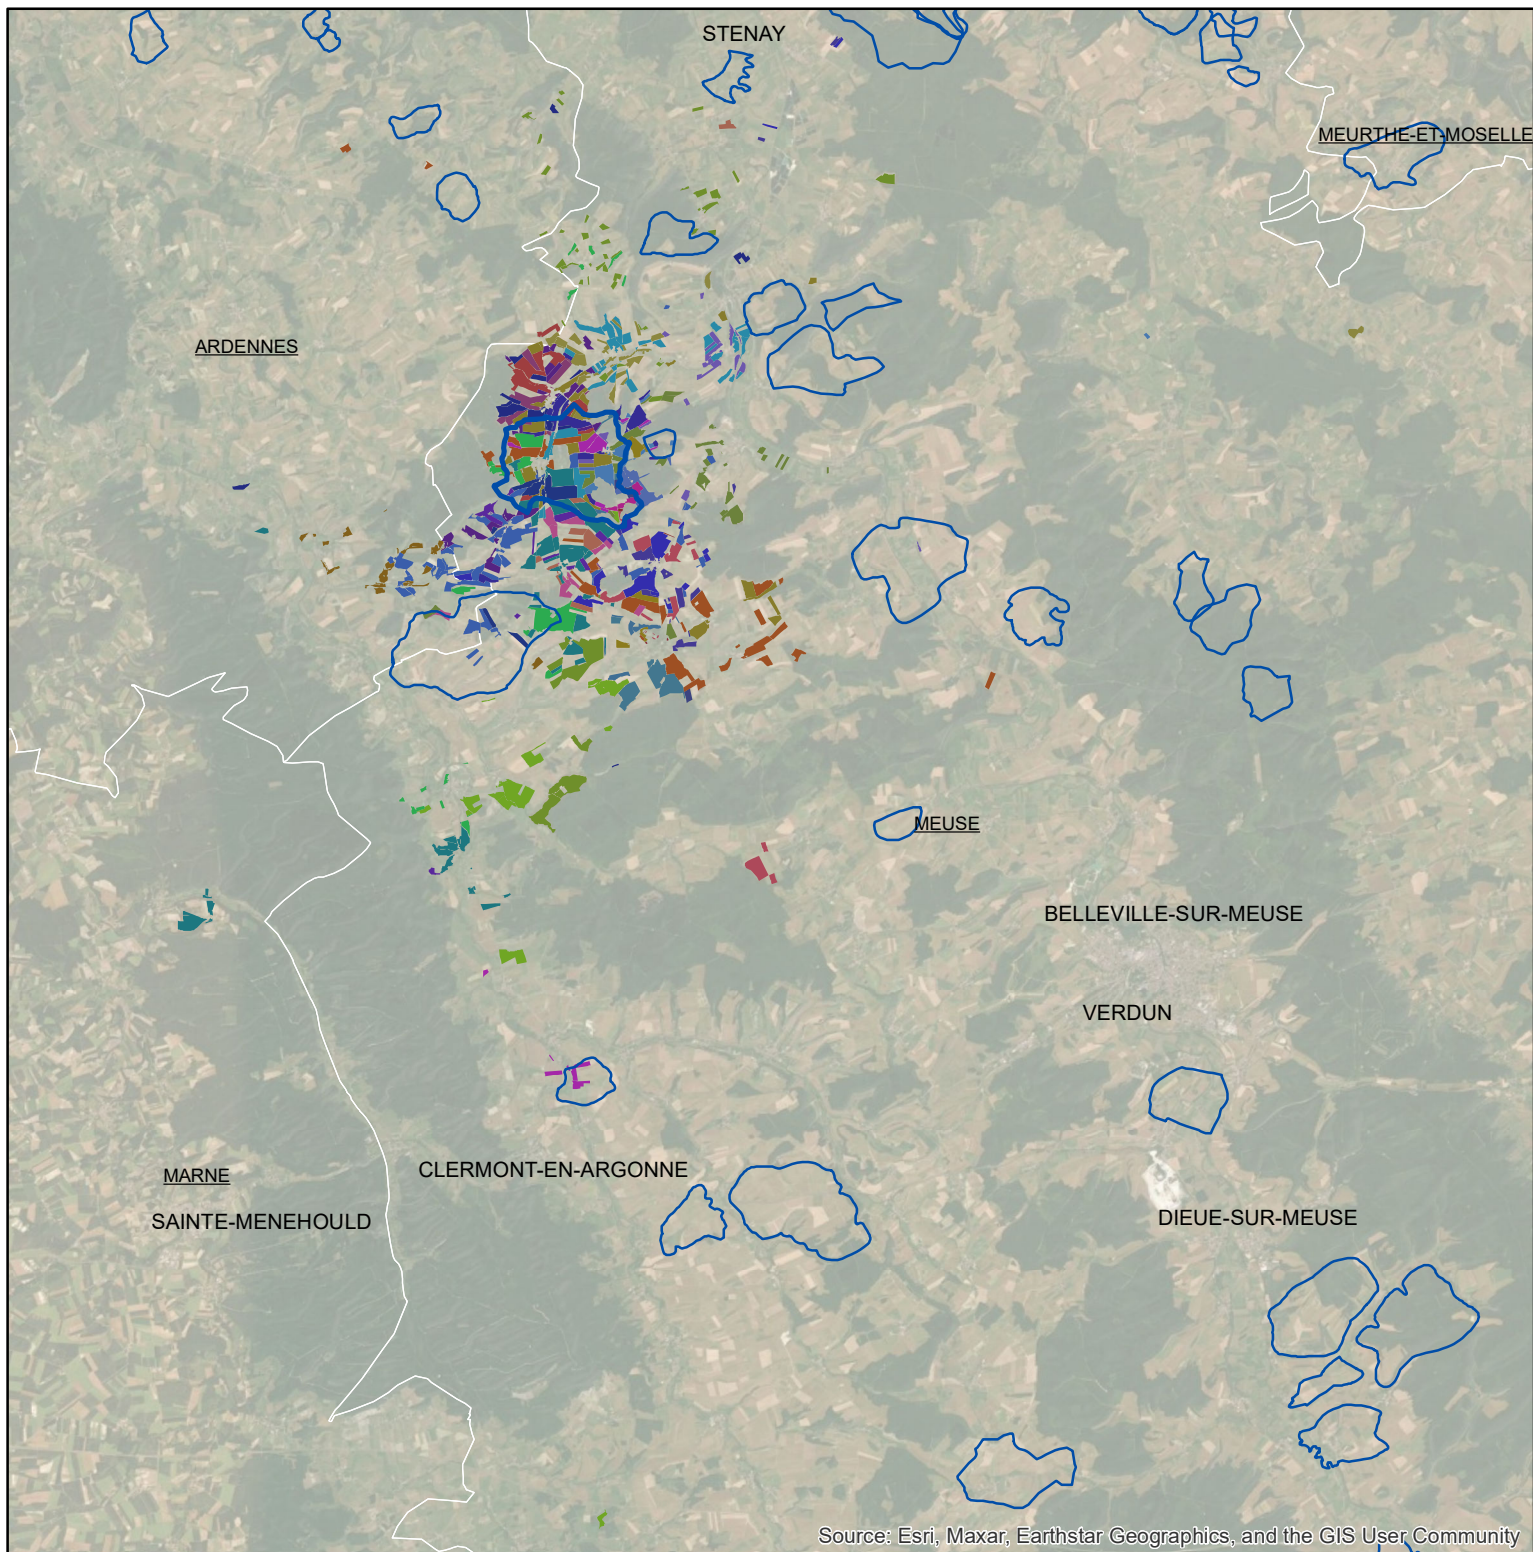 STENAY
MEURTHE-ET-MOSELLE
ARDENNES
MEUSE
BELLEVILLE-SUR-MEUSE
VERDUN
CLERMONT-EN-ARGONNE
MARNE
SAINTE-MENEHOULD
DIEUE-SUR-MEUSE
Source: Esri, Maxar, Earthstar Geographics, and the GIS User Community